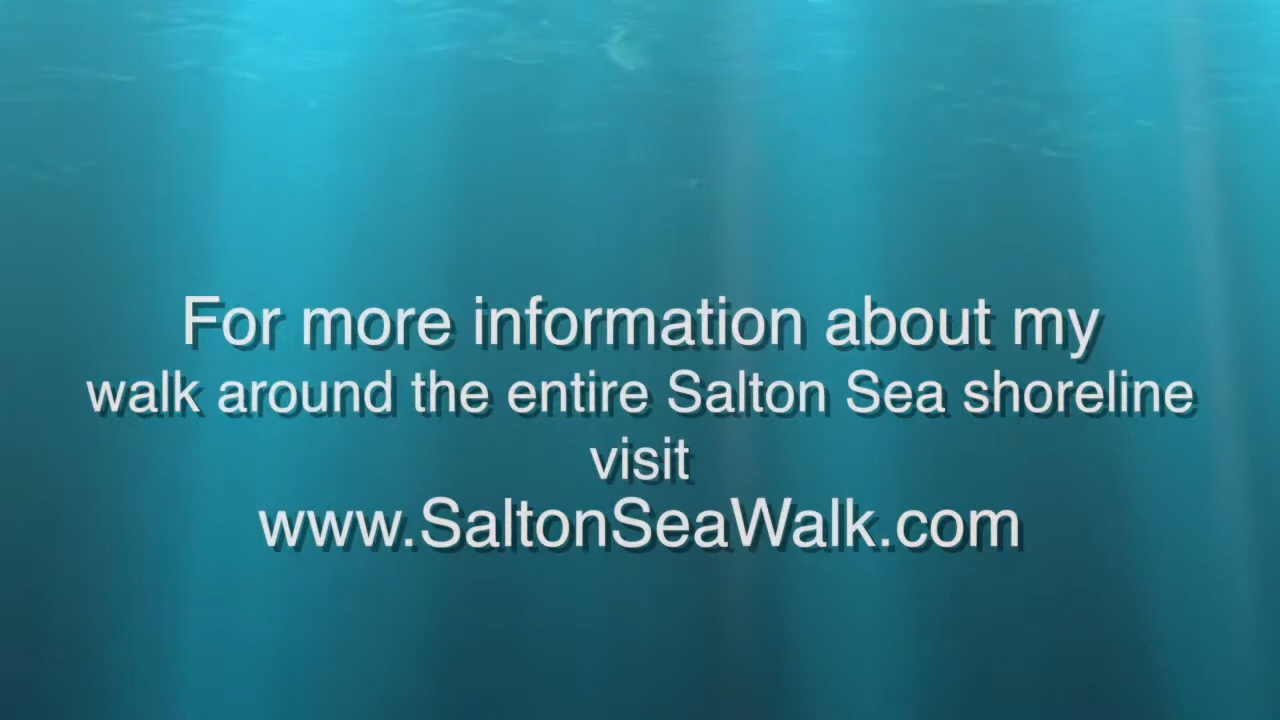 For more information about my
walk around the entire Salton Sea shoreline
visit
www.SaltonSeaWalk.com